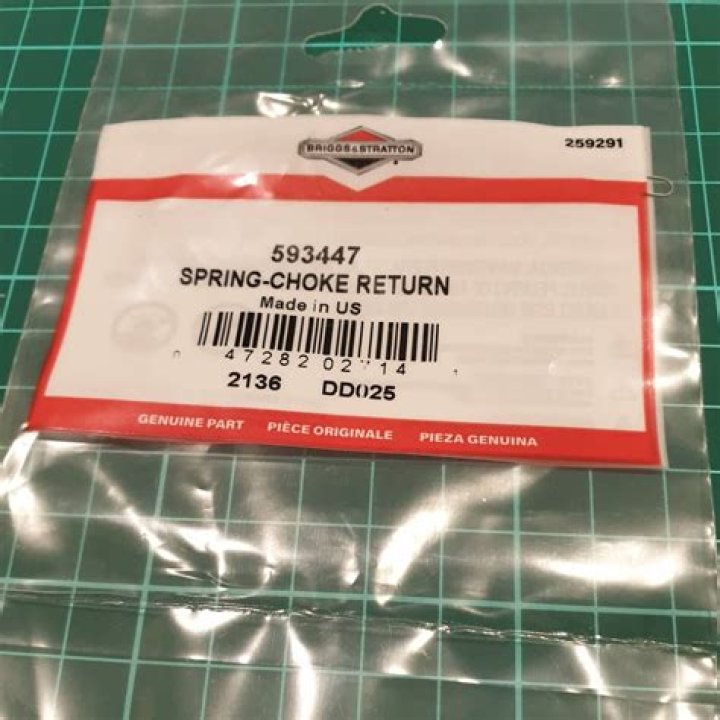 BRIGGS & STRATTON
259291
593447
SPRING-CHOKE RETURN
Made in US
2136 DD025
GENUINE PART PIÈCE ORIGINALE PIEZA GENUINA